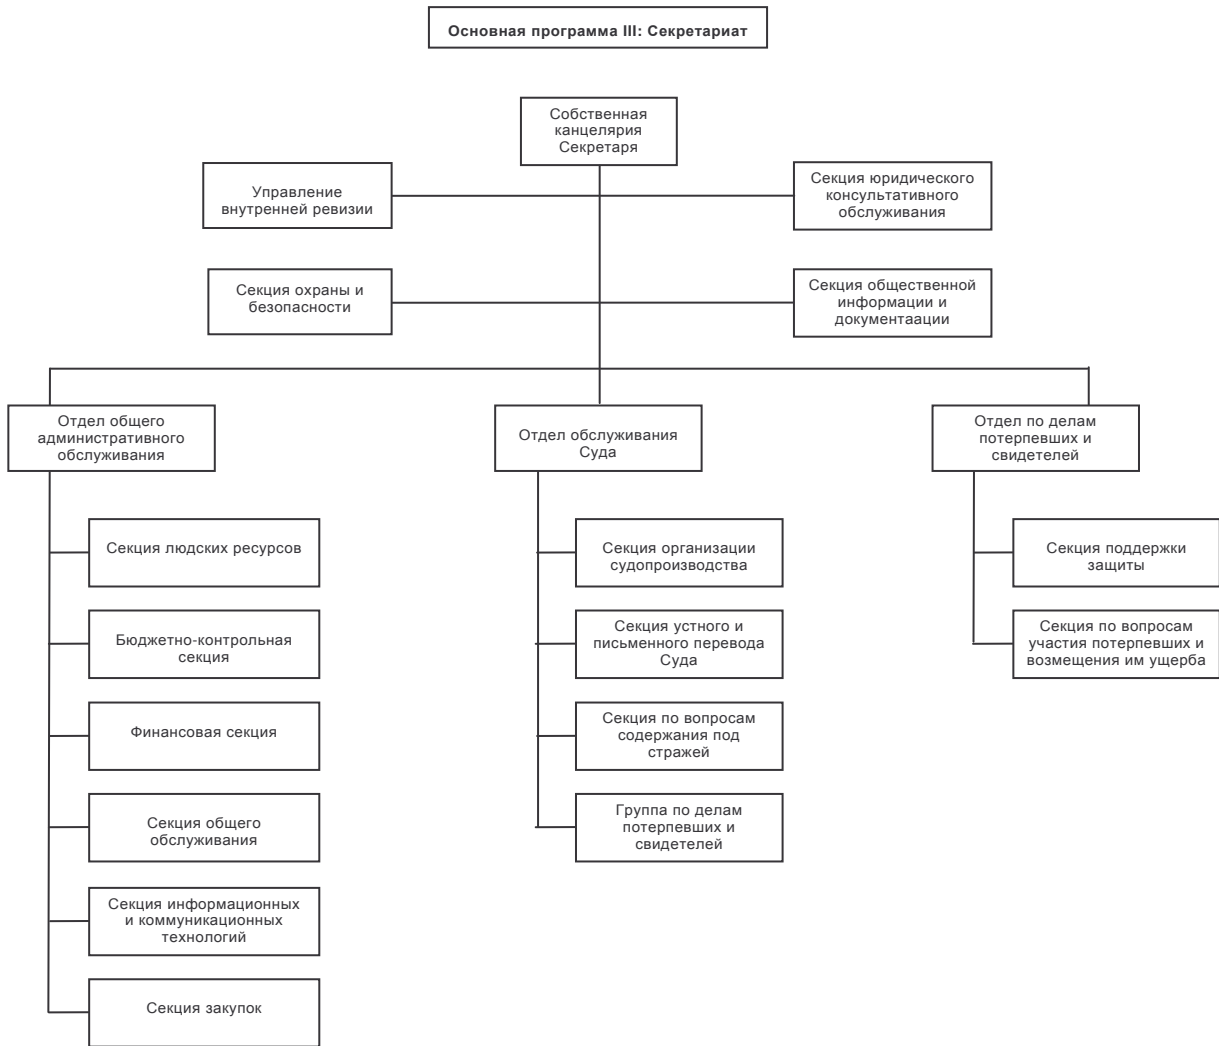 Основная программа III: Секретариат
Собственная
канцелярия
Секретаря
Управление
внутренней ревизии
Секция юридического
консультативного
обслуживания
Секция охраны и
безопасности
Секция общественной
информации и
документаации
Отдел общего
административного
обслуживания
Секция людских ресурсов
Бюджетно-контрольная
секция
Финансовая секция
Секция общего
обслуживания
Секция информационных
и коммуникационных
технологий
Секция закупок
Отдел обслуживания
Суда
Секция организации
судопроизводства
Секция устного и
письменного перевода
Суда
Секция по вопросам
содержания под
стражей
Группа по делам
потерпевших и
свидетелей
Отдел по делам
потерпевших и
свидетелей
Секция поддержки
защиты
Секция по вопросам
участия потерпевших и
возмещения им ущерба